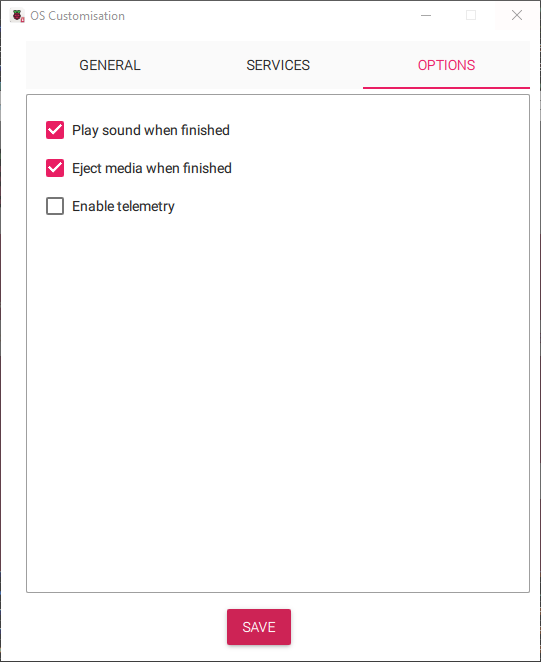 OS Customisation
GENERAL SERVICES OPTIONS
Play sound when finished
Eject media when finished
Enable telemetry
SAVE